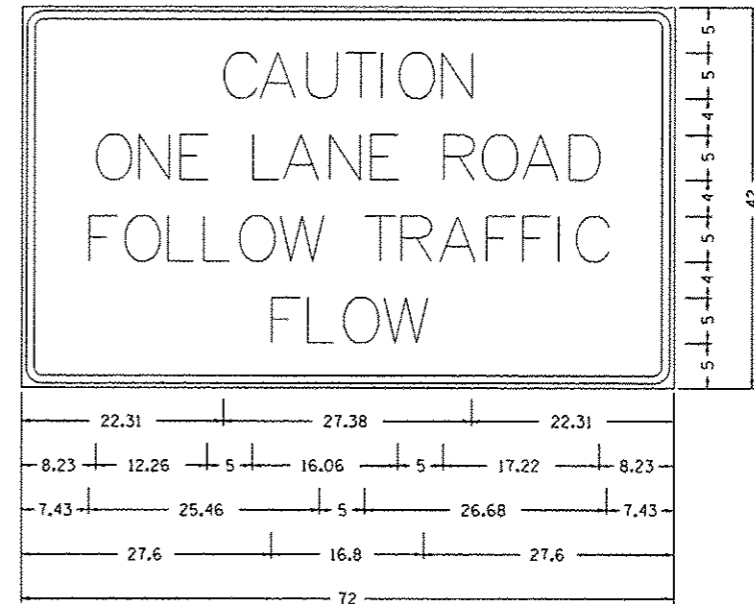 CAUTION
ONE LANE ROAD
FOLLOW TRAFFIC
FLOW
5
5
4
5
4
5
4
5
5
42
22.31 27.38 22.31
8.23 12.26 5 16.06 5 17.22 8.23
7.43 25.46 5 26.68 7.43
27.6 16.8 27.6
72